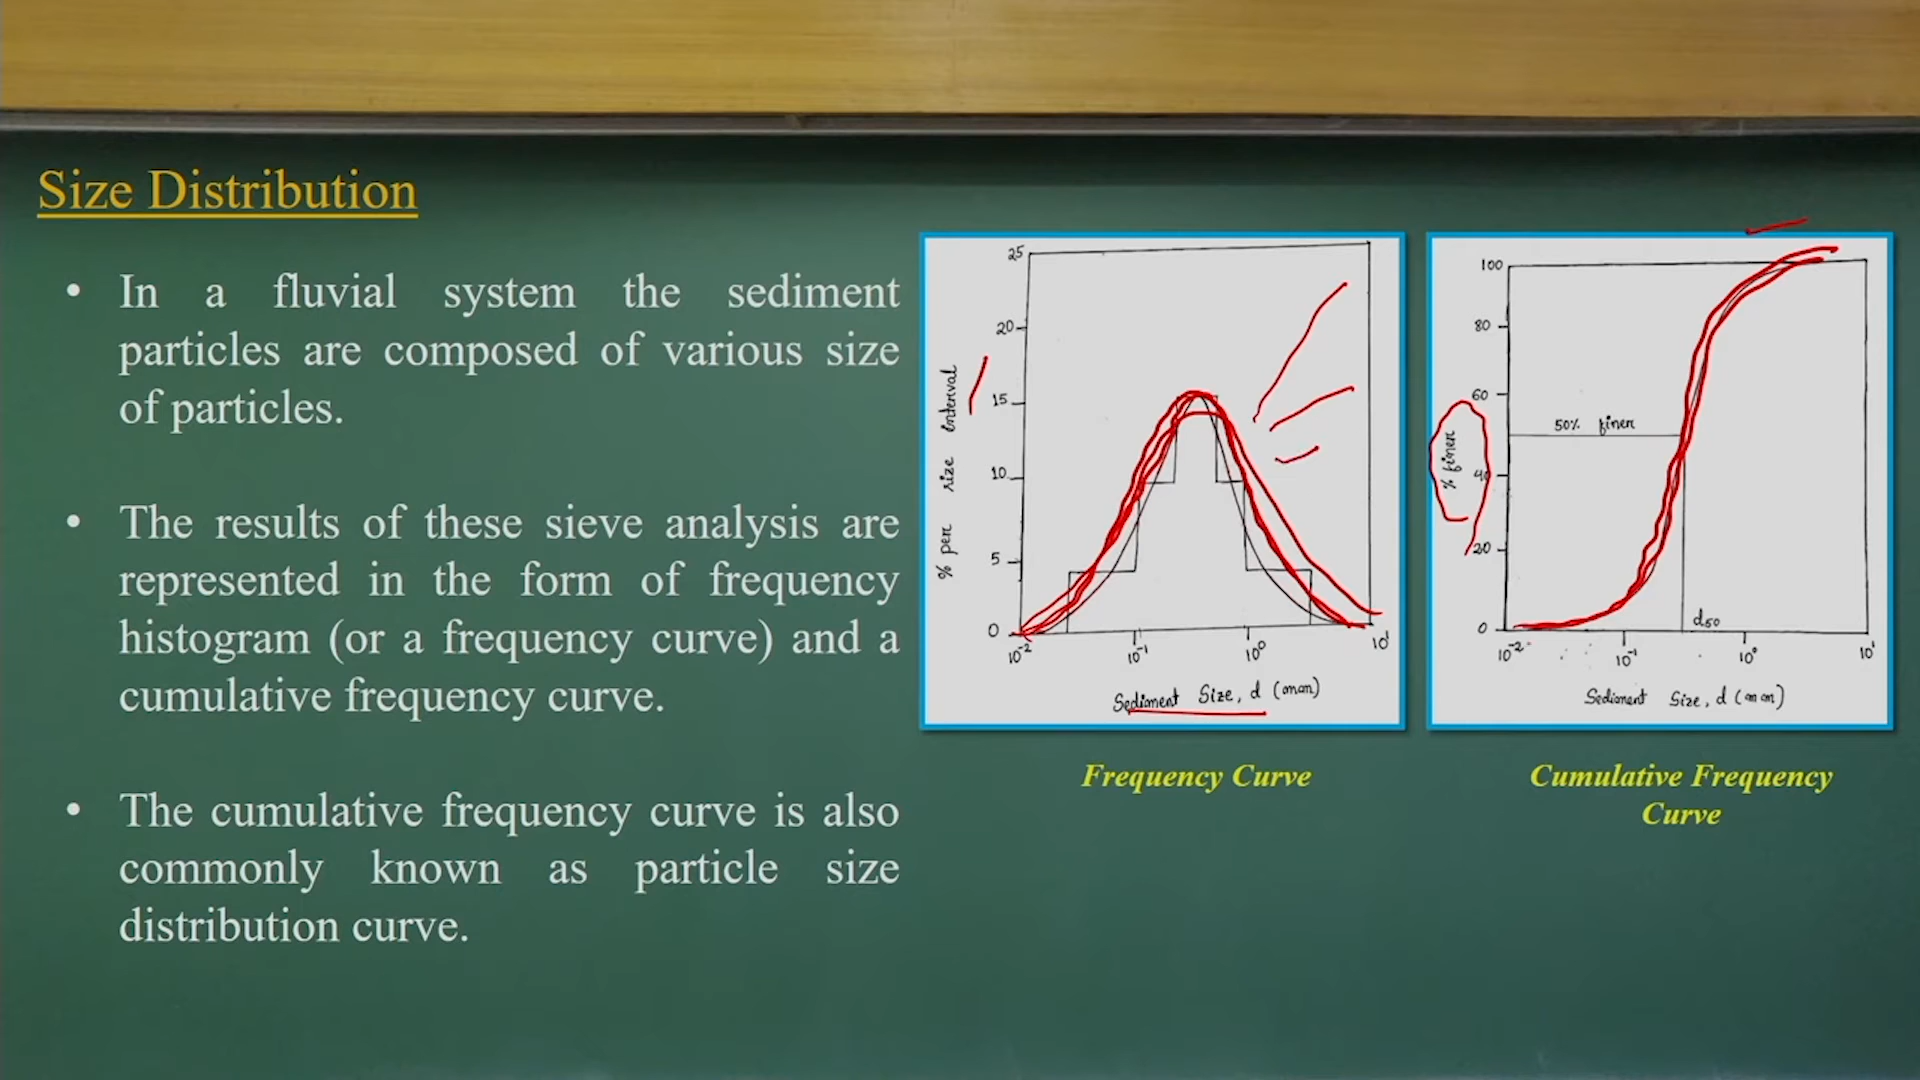 Size Distribution
• In a fluvial system the sediment
particles are composed of various size
of particles.
• The results of these sieve analysis are
represented in the form of frequency
histogram (or a frequency curve) and a
cumulative frequency curve.
• The cumulative frequency curve is also
commonly known as particle size
distribution curve.
% per size interval
25
20
15
10
5
0
10⁻²
10⁻¹
10⁰
10¹
Sediment Size, d (mm)
Frequency Curve
% finer
100
80
60
40
20
0
50% finer
d₅₀
10⁻²
10⁻¹
10⁰
10¹
Sediment Size, d (mm)
Cumulative Frequency
Curve